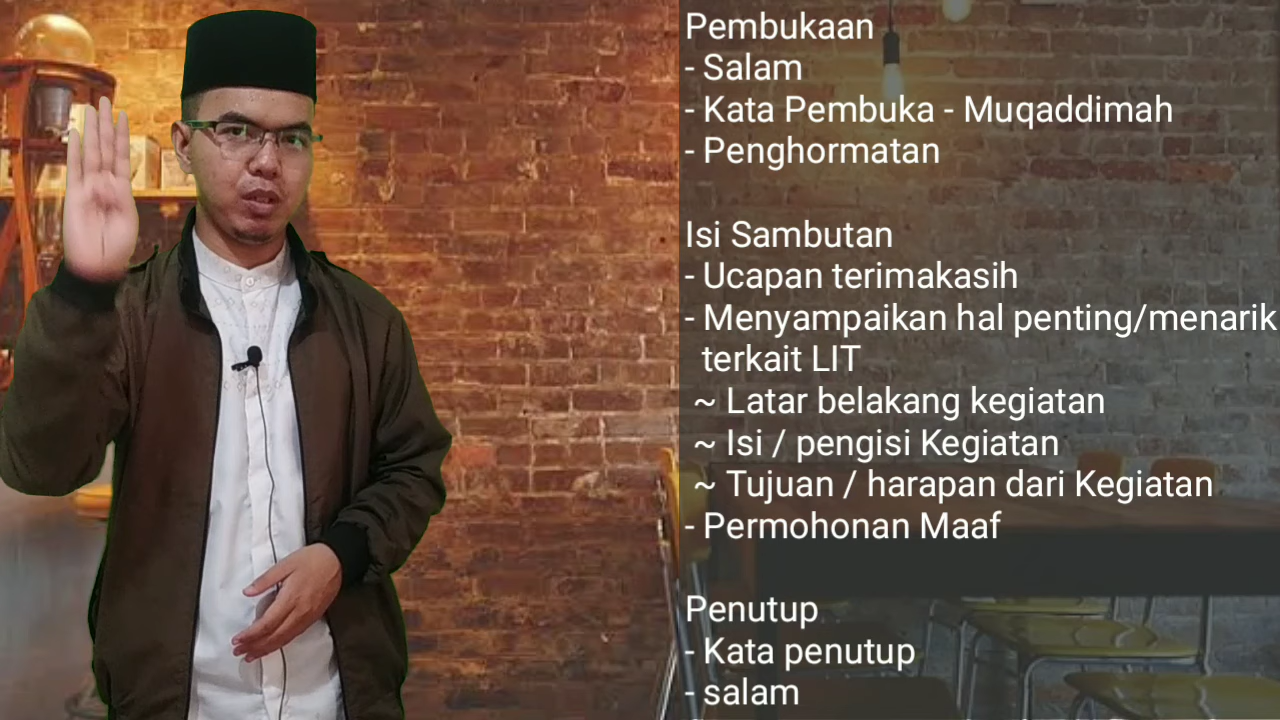 Pembukaan
- Salam
- Kata Pembuka - Muqaddimah
- Penghormatan
Isi Sambutan
- Ucapan terimakasih
- Menyampaikan hal penting/menarik
terkait LIT
~ Latar belakang kegiatan
~ Isi / pengisi Kegiatan
~ Tujuan / harapan dari Kegiatan
- Permohonan Maaf
Penutup
- Kata penutup
- salam